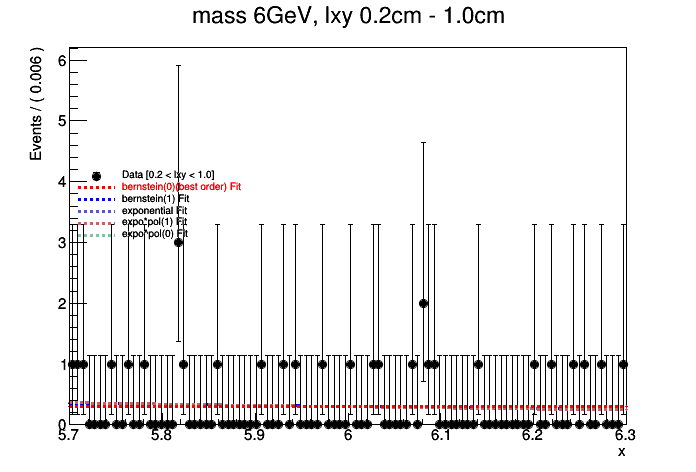 mass 6GeV, lxy 0.2cm - 1.0cm
Events / ( 0.006 )
6
5
4
3
2
1
0
Data [0.2 < lxy < 1.0]
bernstein(0)(best order) Fit
bernstein(1) Fit
exponential Fit
expo*pol(1) Fit
expo*pol(0) Fit
5.7 5.8 5.9 6 6.1 6.2 6.3
x